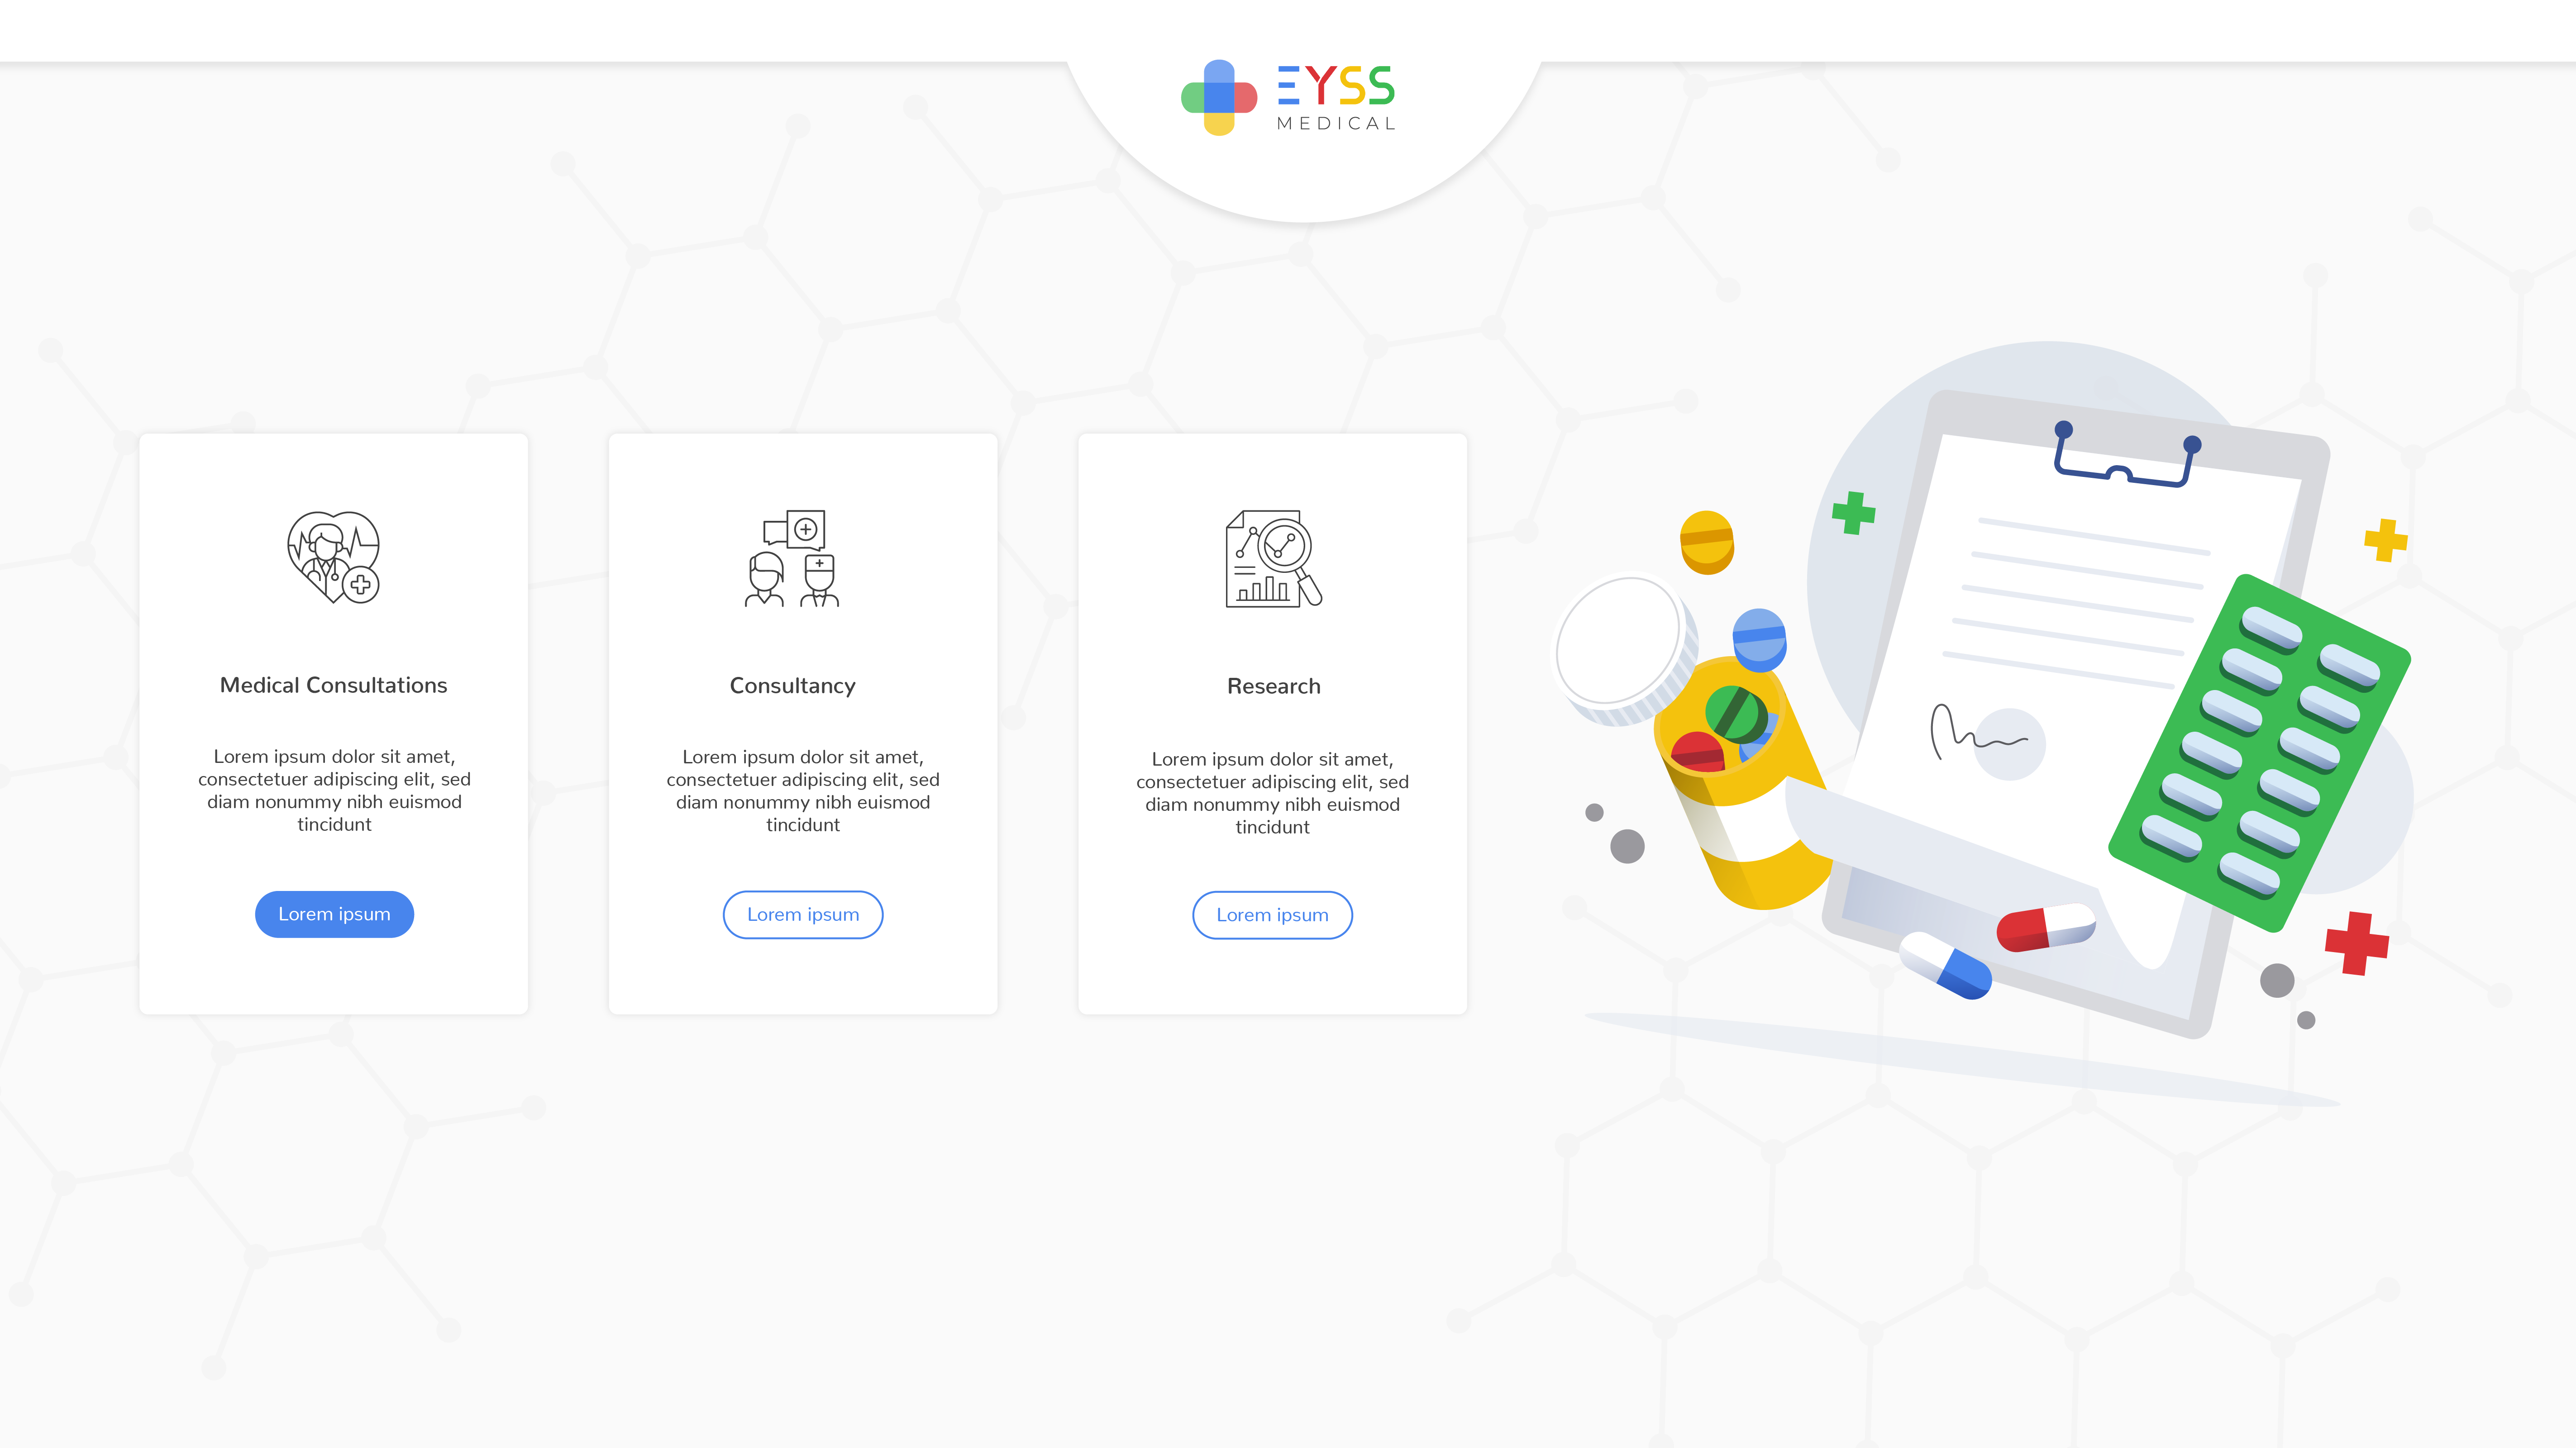 EYSS
MEDICAL
Medical Consultations
Lorem ipsum dolor sit amet,
consectetuer adipiscing elit, sed
diam nonummy nibh euismod
tincidunt
Lorem ipsum
Consultancy
Lorem ipsum dolor sit amet,
consectetuer adipiscing elit, sed
diam nonummy nibh euismod
tincidunt
Lorem ipsum
Research
Lorem ipsum dolor sit amet,
consectetuer adipiscing elit, sed
diam nonummy nibh euismod
tincidunt
Lorem ipsum